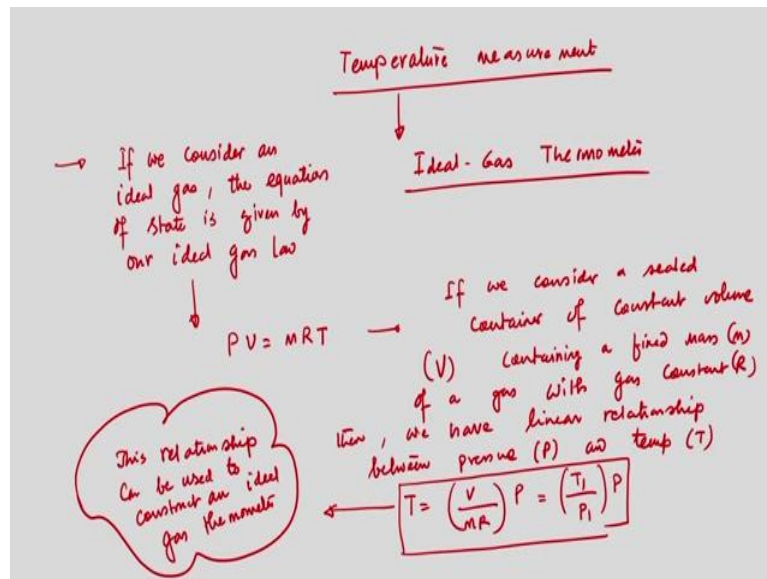 Temperature measurement
Ideal-Gas Thermometer
→ If we consider an
ideal gas, the equation
of state is given by
our ideal gas law
PV = mRT → If we consider a sealed
container of constant volume
(V) containing a fixed mass (m)
of a gas with gas constant (R)
then, we have linear relationship
between pressure (P) and temp (T)
T = (V/mR) P = (T₁/P₁) P
This relationship
can be used to
construct an ideal
gas thermometer